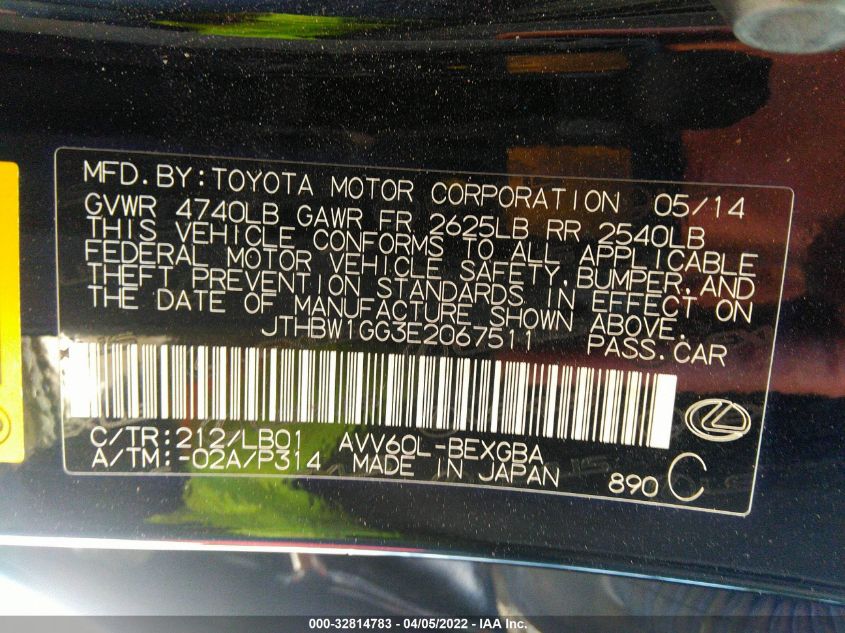 MFD.BY:TOYOTA MOTOR CORPORATION 05/14
GVWR 4740LB GAWR FR 2625LB RR 2540LB
THIS VEHICLE CONFORMS TO ALL APPLICABLE
FEDERAL MOTOR VEHICLE SAFETY,BUMPER,AND
THEFT PREVENTION STANDARDS IN EFFECT ON
THE DATE OF MANUFACTURE SHOWN ABOVE.
JTHBW1GG3E2067511 PASS.CAR
C/TR:212/LB01 AVV60L-BEXGBA
A/TM:-02A/P314 MADE IN JAPAN 890 C
000-32814783 - 04/05/2022 - IAA Inc.